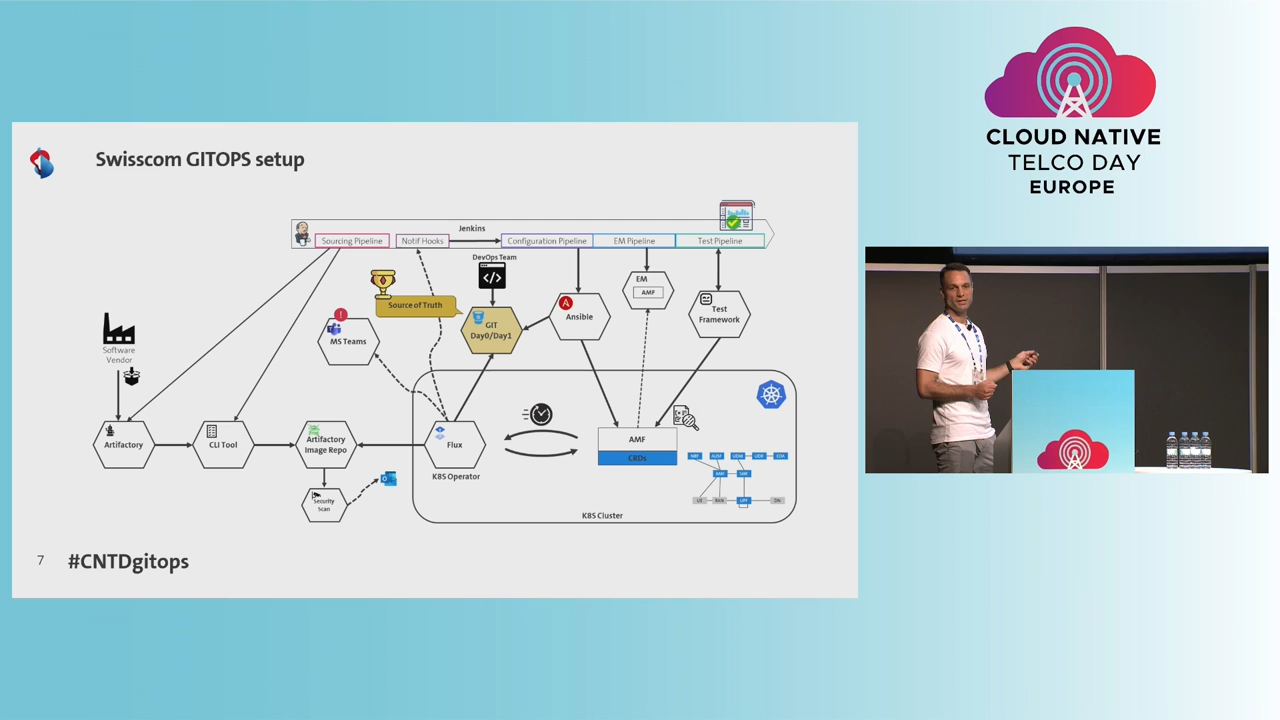 CLOUD NATIVE
TELCO DAY
EUROPE
Swisscom GITOPS setup
Jenkins
Sourcing Pipeline
Notif Hooks
Configuration Pipeline
EM Pipeline
Test Pipeline
DevOps Team
Source of Truth
GIT
Day0/Day1
Ansible
EM
AMF
Test
Framework
MS Teams
Software
Vendor
Artifactory
CLI Tool
Artifactory
Image Repo
Flux
K8S Operator
AMF
CRDs
Security
Scan
K8S Cluster
7
#CNTDgitops